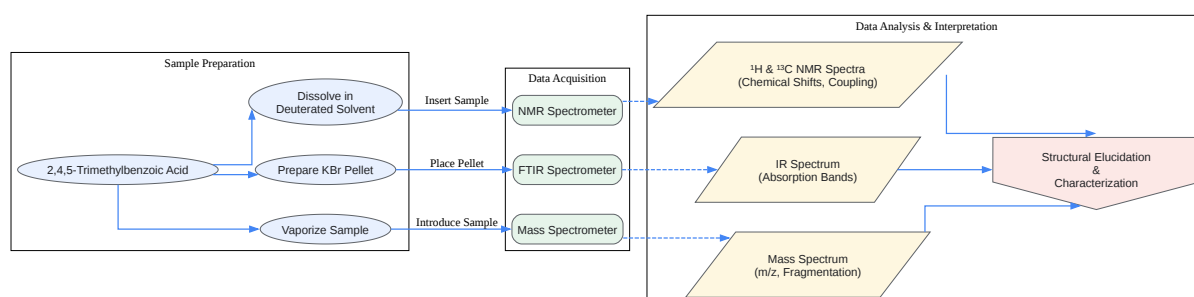 Data Analysis & Interpretation
Sample Preparation
Data Acquisition
¹H & ¹³C NMR Spectra
(Chemical Shifts, Coupling)
Dissolve in
Deuterated Solvent
Insert Sample
NMR Spectrometer
2,4,5-Trimethylbenzoic Acid
Prepare KBr Pellet
Place Pellet
FTIR Spectrometer
IR Spectrum
(Absorption Bands)
Structural Elucidation
&
Characterization
Vaporize Sample
Introduce Sample
Mass Spectrometer
Mass Spectrum
(m/z, Fragmentation)